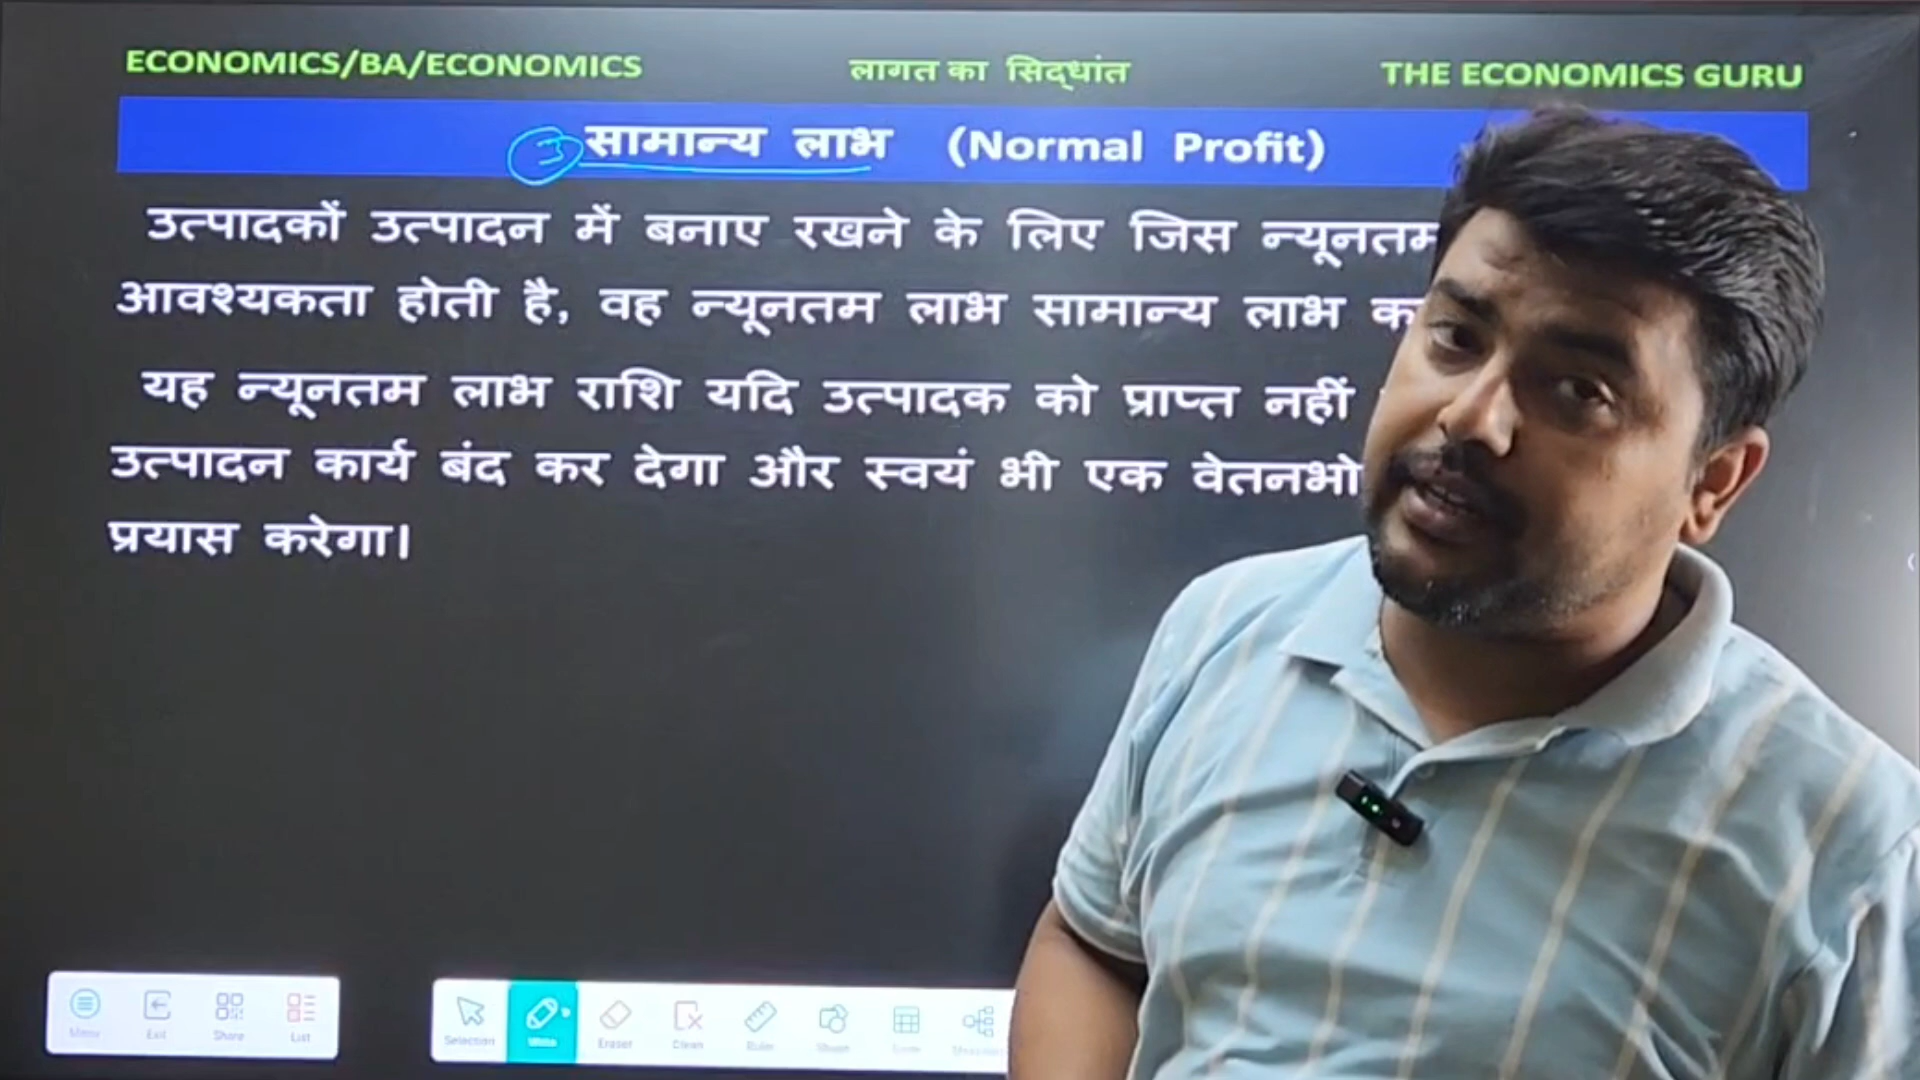 ECONOMICS/BA/ECONOMICS लागत का सिद्धांत THE ECONOMICS GURU
3 सामान्य लाभ (Normal Profit)
उत्पादकों उत्पादन में बनाए रखने के लिए जिस न्यूनतम
आवश्यकता होती है, वह न्यूनतम लाभ सामान्य लाभ
यह न्यूनतम लाभ राशि यदि उत्पादक को प्राप्त नहीं
उत्पादन कार्य बंद कर देगा और स्वयं भी एक
प्रयास करेगा।
Menu Exit Share List Selection Write Eraser Clean Ruler Shape